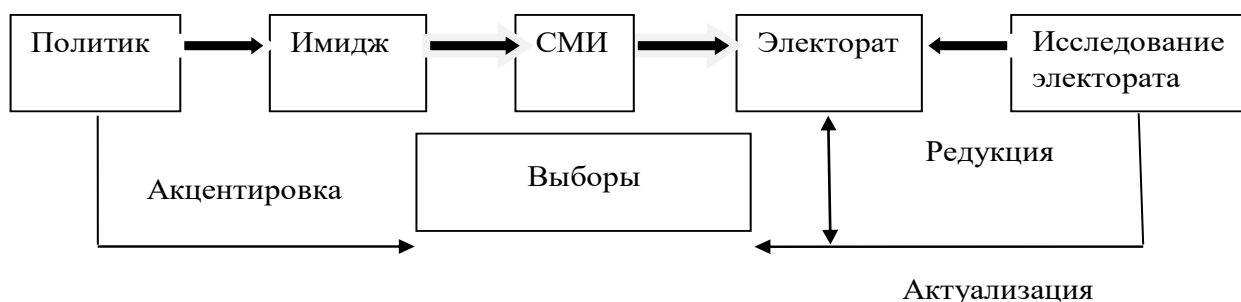 Политик
Имидж
СМИ
Электорат
Исследование
электората
Акцентировка
Выборы
Редукция
Актуализация